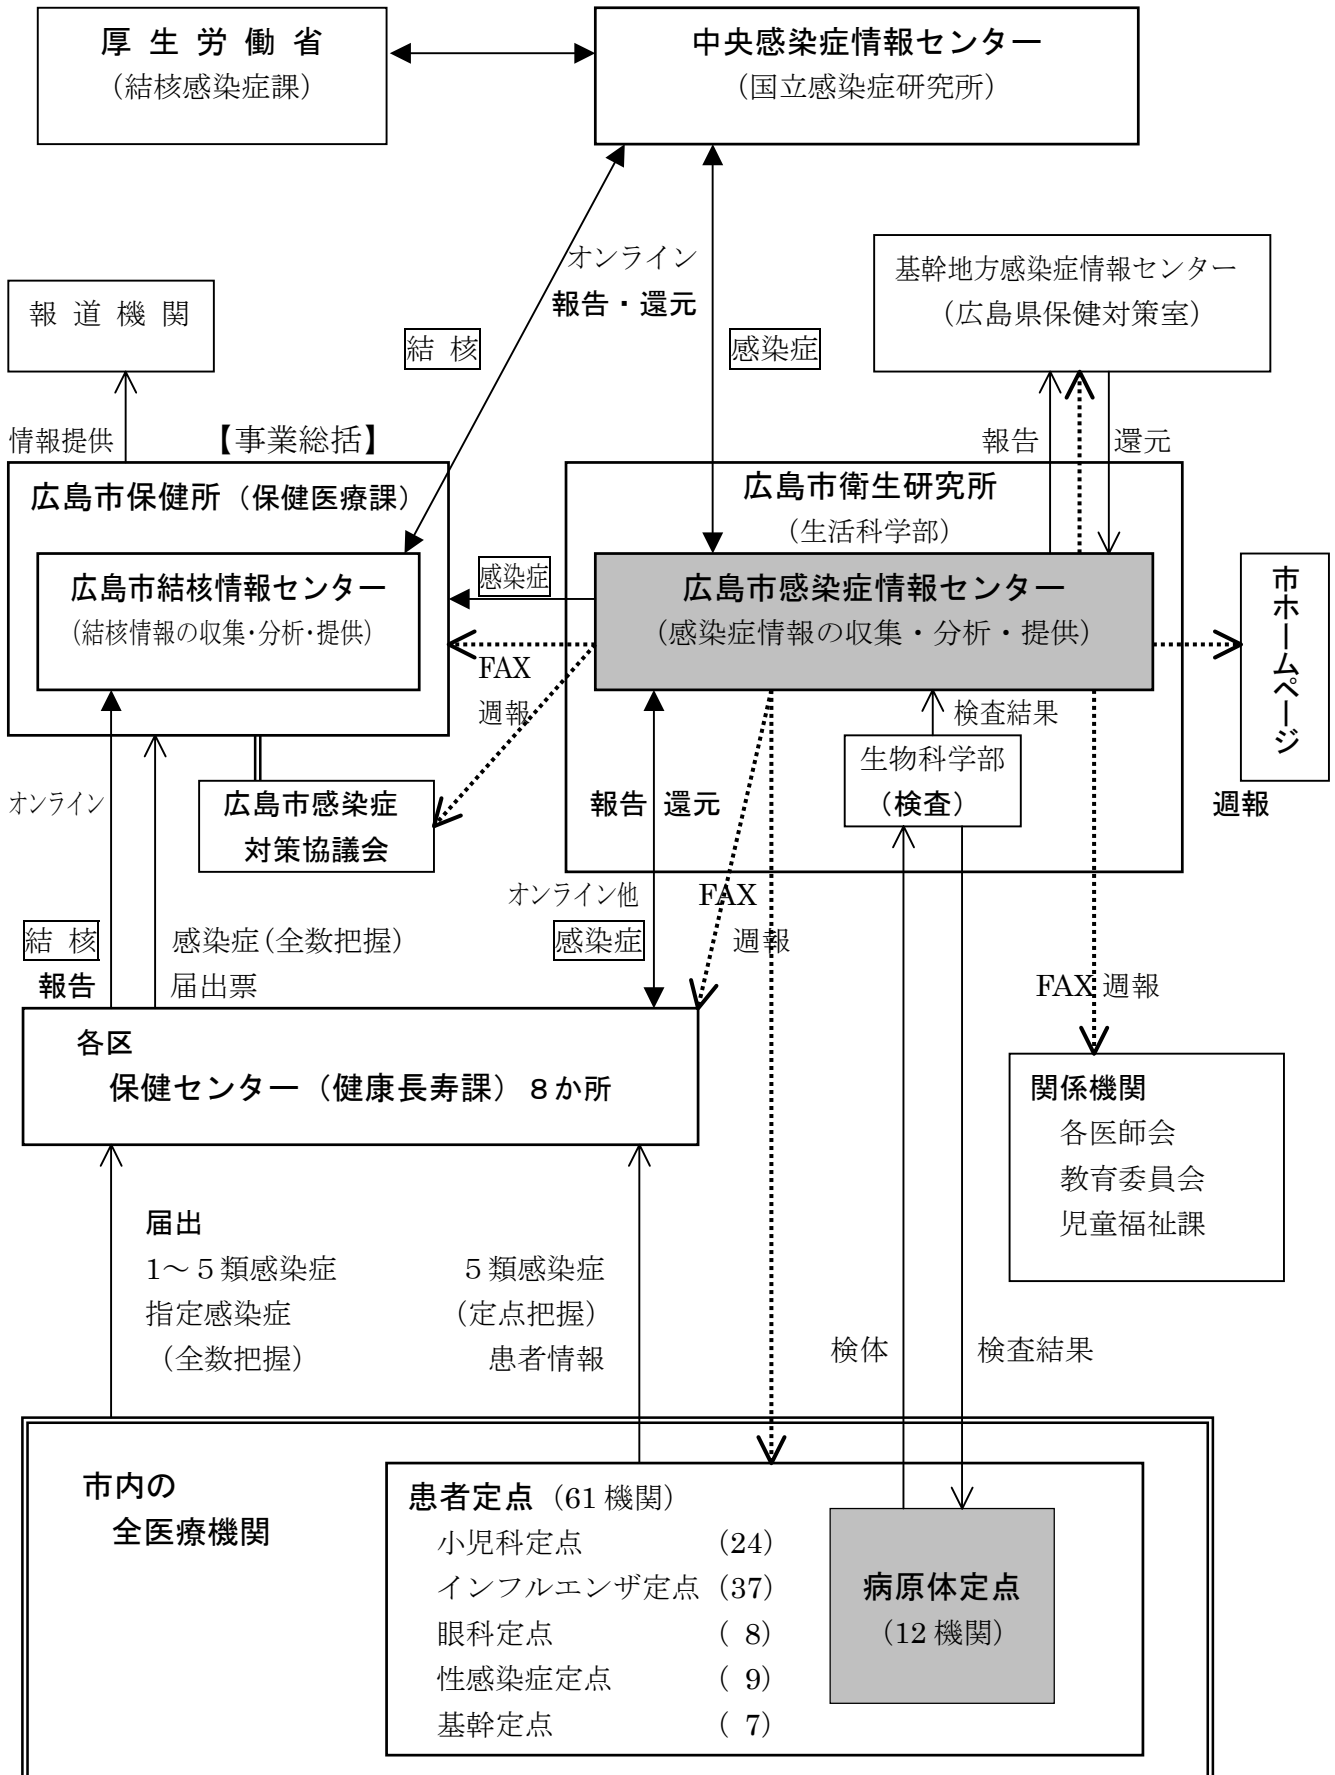 厚生労働省
（結核感染症課）
中央感染症情報センター
（国立感染症研究所）
オンライン
報告・還元
結核
感染症
基幹地方感染症情報センター
（広島県保健対策室）
報道機関
情報提供
【事業総括】
報告
還元
広島市保健所（保健医療課）
広島市結核情報センター
（結核情報の収集・分析・提供）
感染症
広島市衛生研究所
（生活科学部）
広島市感染症情報センター
（感染症情報の収集・分析・提供）
市ホームページ
週報
FAX
週報
検査結果
生物科学部
（検査）
広島市感染症
対策協議会
オンライン
報告 還元
オンライン他
感染症
FAX
週報
結核
報告
感染症（全数把握）
届出票
FAX 週報
各区
保健センター（健康長寿課）８か所
関係機関
各医師会
教育委員会
児童福祉課
届出
1～５類感染症
指定感染症
（全数把握）
５類感染症
（定点把握）
患者情報
検体
検査結果
市内の
全医療機関
患者定点（61機関）
小児科定点（24）
インフルエンザ定点（37）
眼科定点（ 8）
性感染症定点（ 9）
基幹定点（ 7）
病原体定点
（12機関）